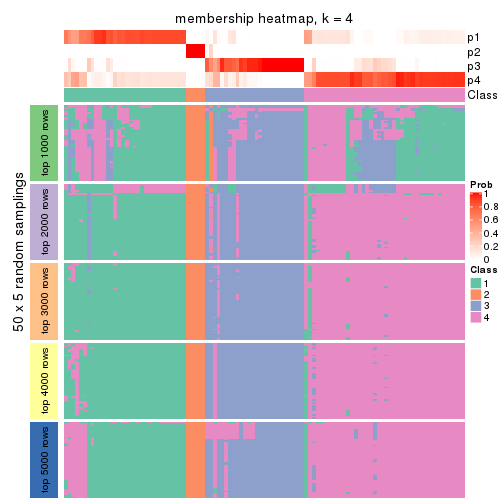 membership heatmap, k = 4
p1
p2
p3
p4
Class
50 x 5 random samplings
top 1000 rows
top 2000 rows
top 3000 rows
top 4000 rows
top 5000 rows
Prob
1
0.8
0.6
0.4
0.2
0
Class
1
2
3
4